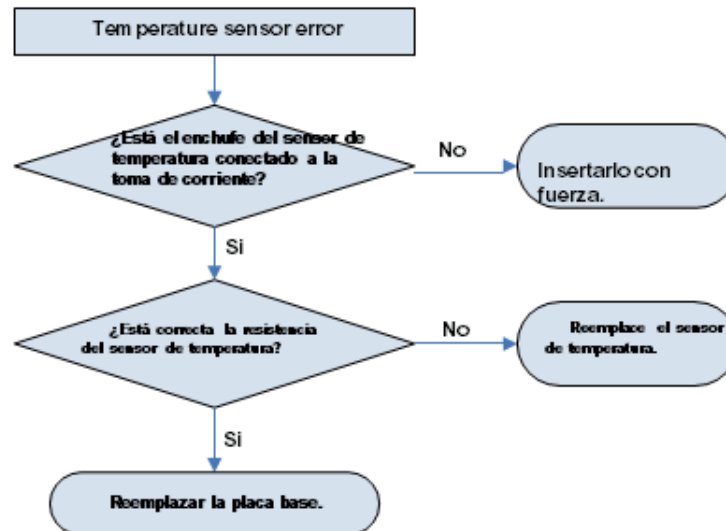 Temperature sensor error
¿Está el enchufe del sensor de
temperatura conectado a la
toma de corriente?
No
Insertarlo con
fuerza.
Si
¿Está correcta la resistencia
del sensor de temperatura?
No
Reemplace el sensor
de temperatura.
Si
Reemplazar la placa base.